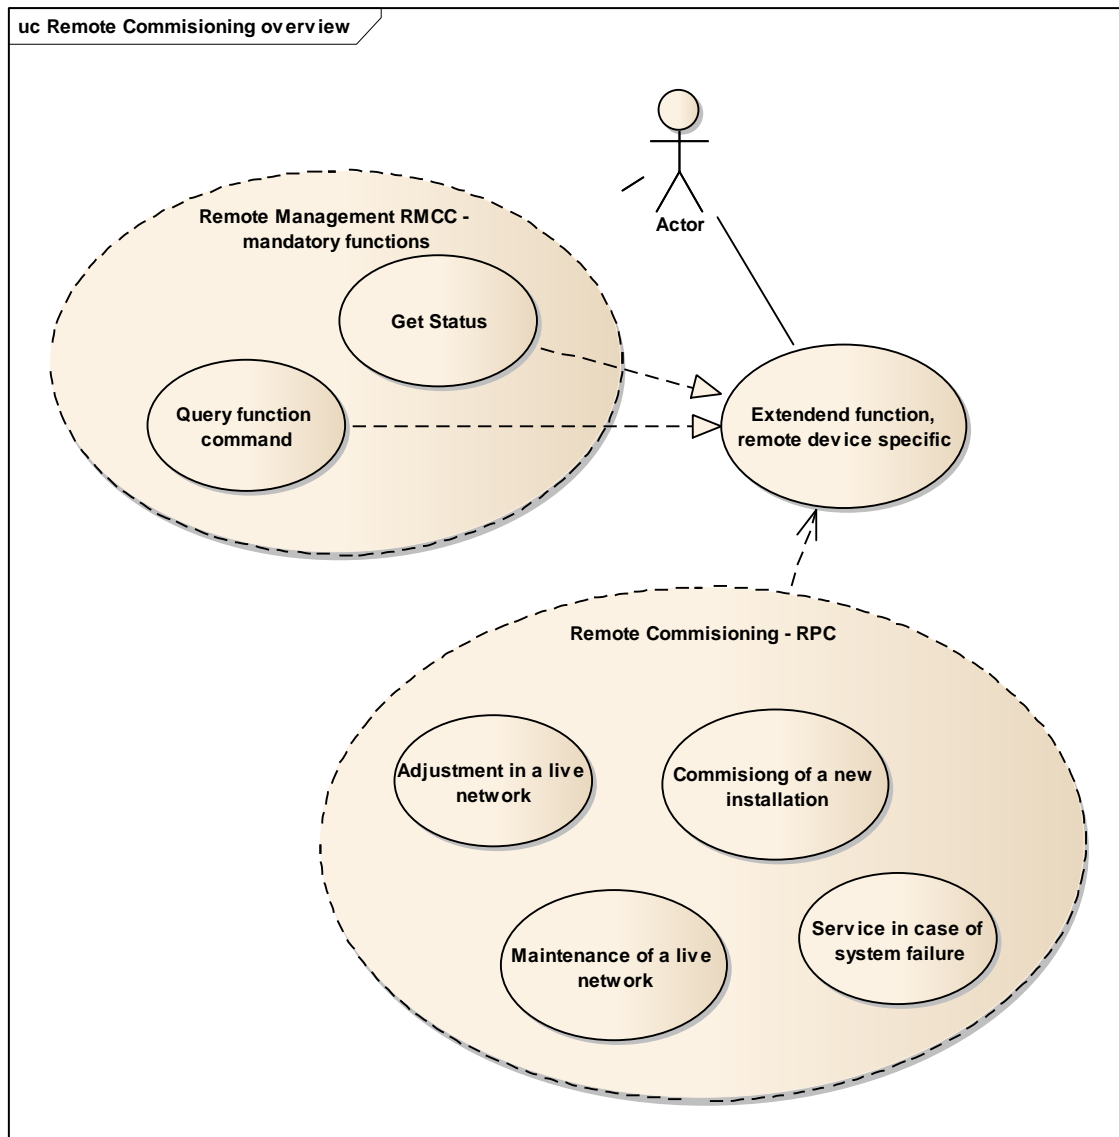 uc Remote Commisioning overview
Actor
Remote Management RMCC -
mandatory functions
Get Status
Query function
command
Extendend function,
remote device specific
Remote Commisioning - RPC
Adjustment in a live
network
Commisiong of a new
installation
Maintenance of a live
network
Service in case of
system failure